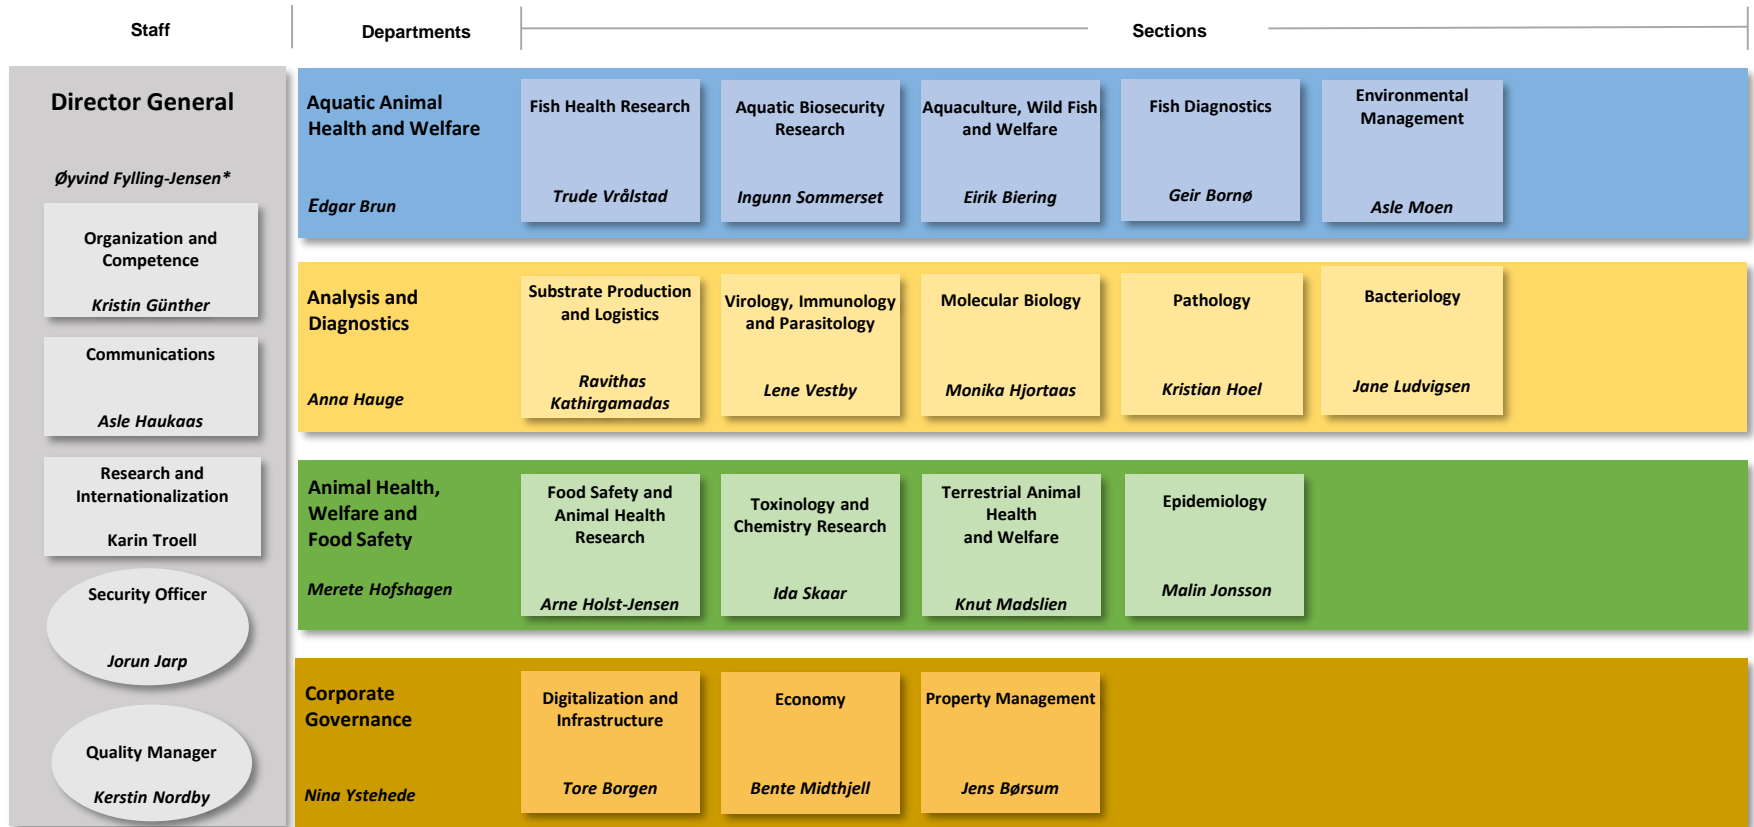 Staff
Departments
Sections
Director General
Øyvind Fylling-Jensen*
Organization and
Competence
Kristin Günther
Communications
Asle Haukaas
Research and
Internationalization
Karin Troell
Security Officer
Jorun Jarp
Quality Manager
Kerstin Nordby
Aquatic Animal
Health and Welfare
Edgar Brun
Fish Health Research
Trude Vrålstad
Aquatic Biosecurity
Research
Ingunn Sommerset
Aquaculture, Wild Fish
and Welfare
Eirik Biering
Fish Diagnostics
Geir Bornø
Environmental
Management
Asle Moen
Analysis and
Diagnostics
Anna Hauge
Substrate Production
and Logistics
Ravithas
Kathirgamadas
Virology, Immunology
and Parasitology
Lene Vestby
Molecular Biology
Monika Hjortaas
Pathology
Kristian Hoel
Bacteriology
Jane Ludvigsen
Animal Health,
Welfare and
Food Safety
Merete Hofshagen
Food Safety and
Animal Health
Research
Arne Holst-Jensen
Toxinology and
Chemistry Research
Ida Skaar
Terrestrial Animal
Health
and Welfare
Knut Madslien
Epidemiology
Malin Jonsson
Corporate
Governance
Nina Ystehede
Digitalization and
Infrastructure
Tore Borgen
Economy
Bente Midthjell
Property Management
Jens Børsum